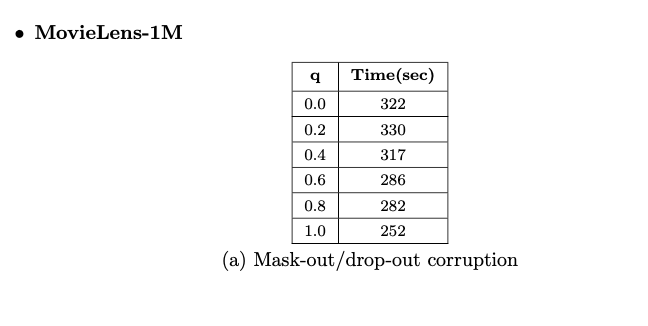 • MovieLens-1M
q Time(sec)
0.0 322
0.2 330
0.4 317
0.6 286
0.8 282
1.0 252
(a) Mask-out/drop-out corruption